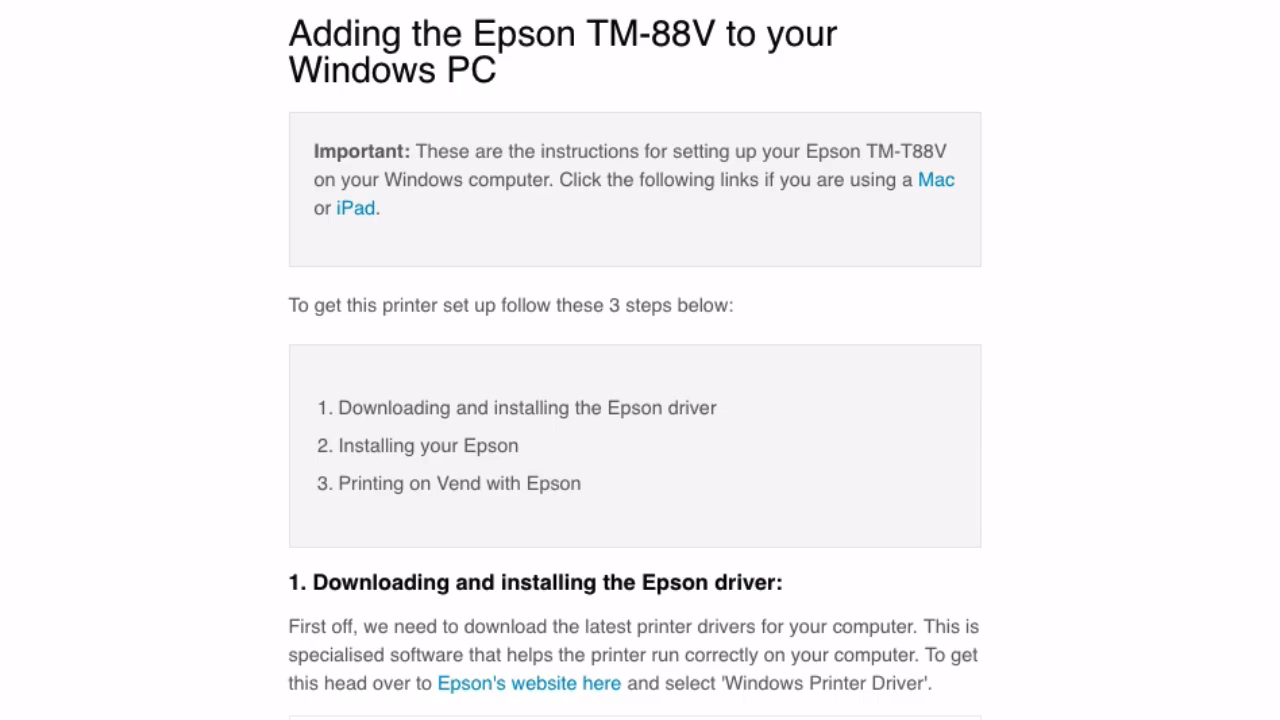 Adding the Epson TM-88V to your
Windows PC
Important: These are the instructions for setting up your Epson TM-T88V
on your Windows computer. Click the following links if you are using a Mac
or iPad.
To get this printer set up follow these 3 steps below:
1. Downloading and installing the Epson driver
2. Installing your Epson
3. Printing on Vend with Epson
1. Downloading and installing the Epson driver:
First off, we need to download the latest printer drivers for your computer. This is
specialised software that helps the printer run correctly on your computer. To get
this head over to Epson's website here and select 'Windows Printer Driver'.